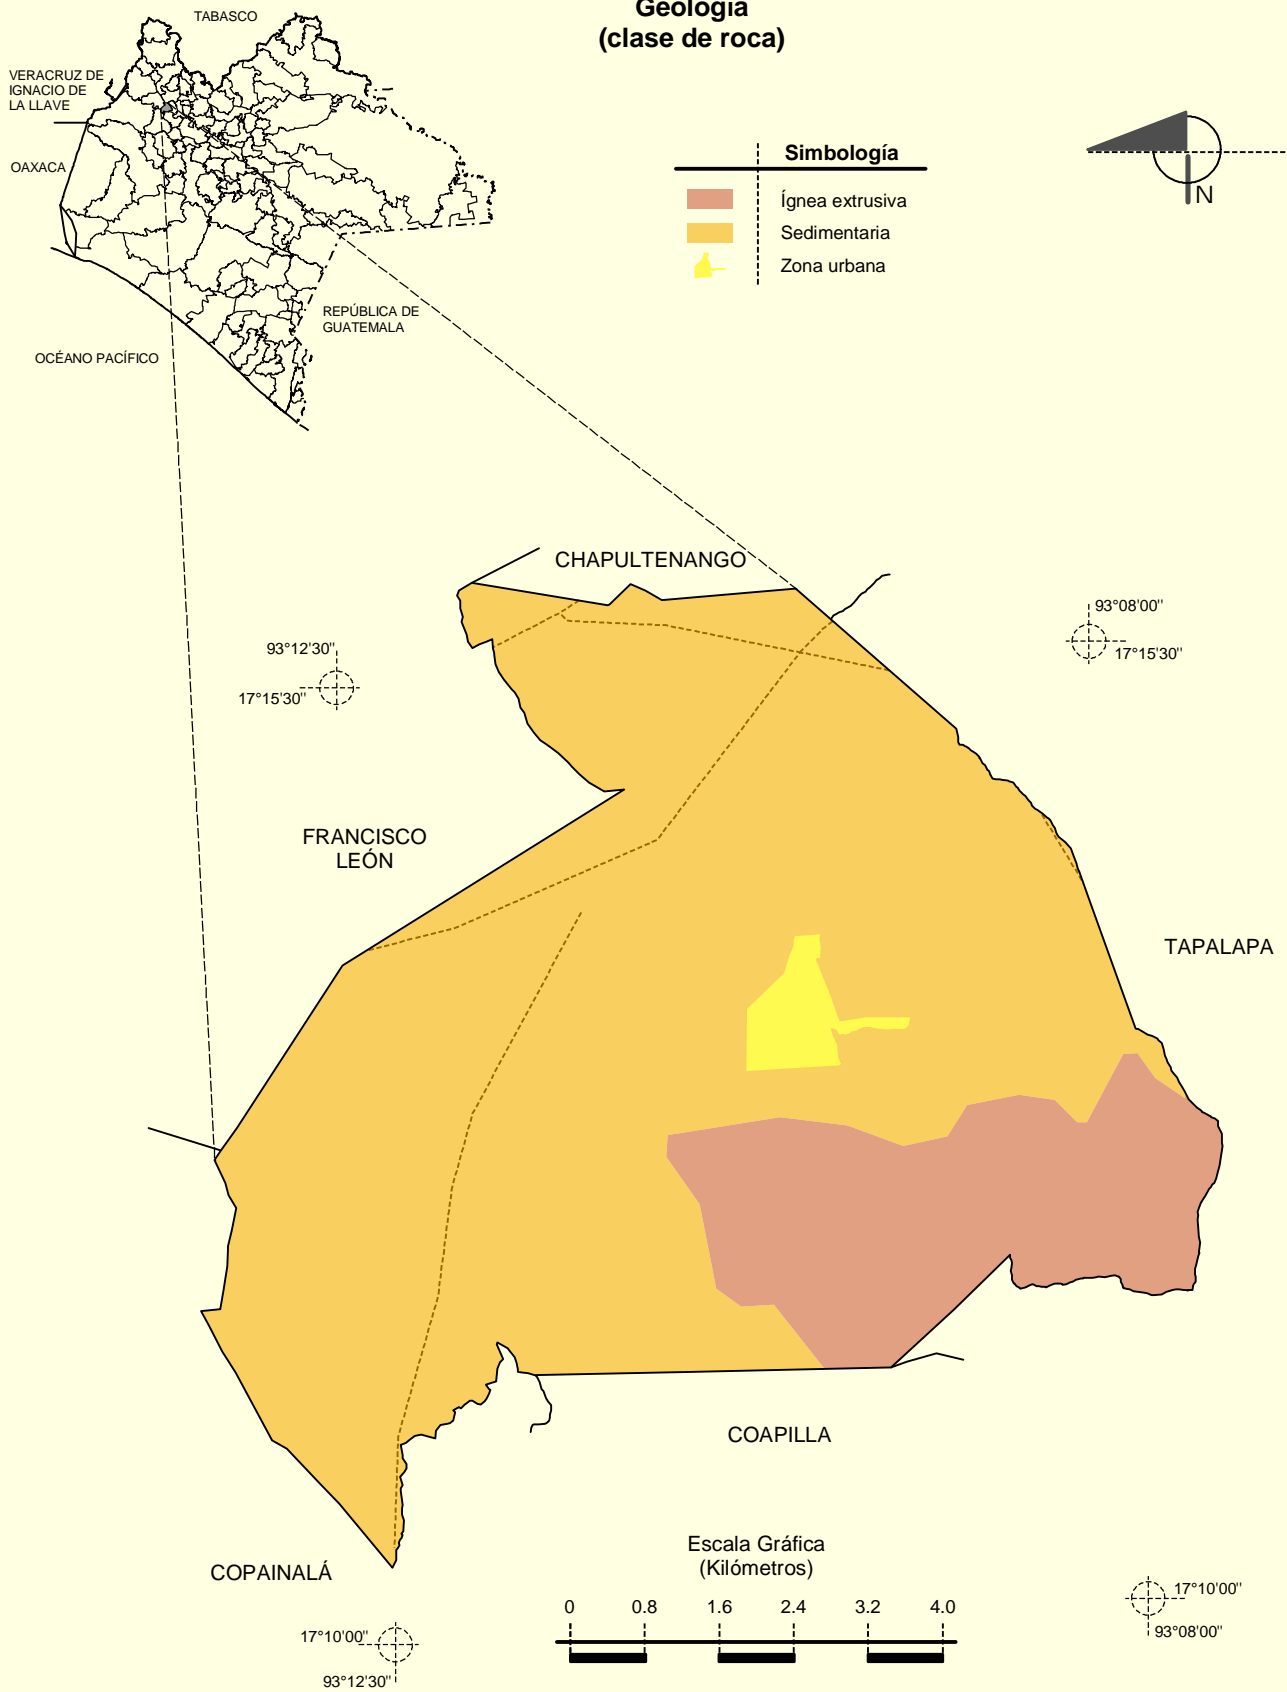 Geología
(clase de roca)
TABASCO
VERACRUZ DE
IGNACIO DE
LA LLAVE
OAXACA
REPÚBLICA DE
GUATEMALA
OCÉANO PACÍFICO
Simbología
Ígnea extrusiva
Sedimentaria
Zona urbana
N
CHAPULTENANGO
93°12'30"
17°15'30"
93°08'00"
17°15'30"
FRANCISCO
LEÓN
TAPALAPA
COAPILLA
COPAINALÁ
Escala Gráfica
(Kilómetros)
0 0.8 1.6 2.4 3.2 4.0
17°10'00"
93°12'30"
17°10'00"
93°08'00"